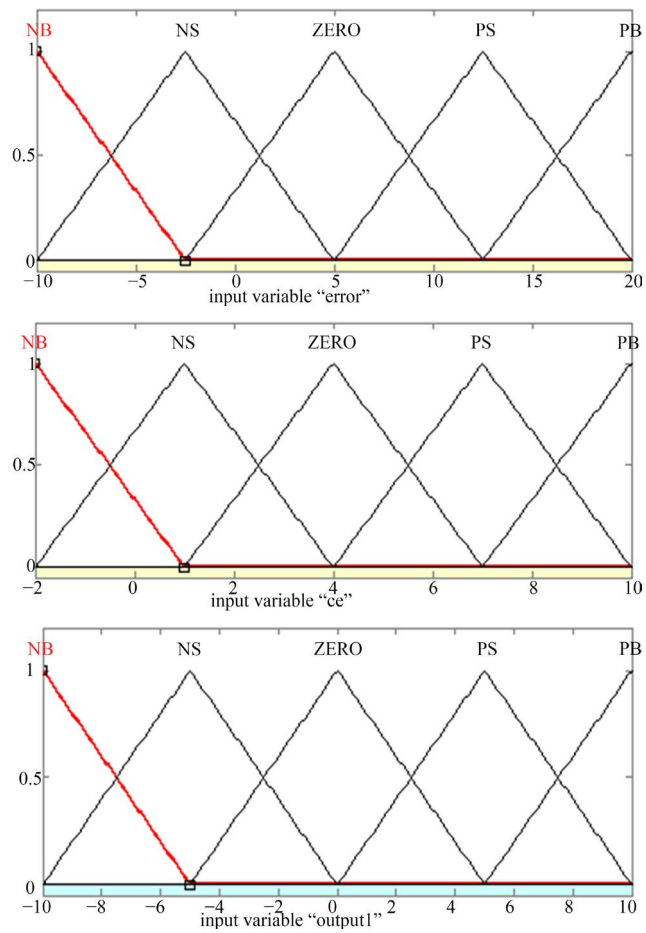 NB NS ZERO PS PB
1
0.5
0
−10 −5 0 5 10 15 20
input variable “error”
NB NS ZERO PS PB
1
0.5
0
−2 0 2 4 6 8 10
input variable “ce”
NB NS ZERO PS PB
1
0.5
0
−10 −8 −6 −4 −2 0 2 4 6 8 10
input variable “output1”